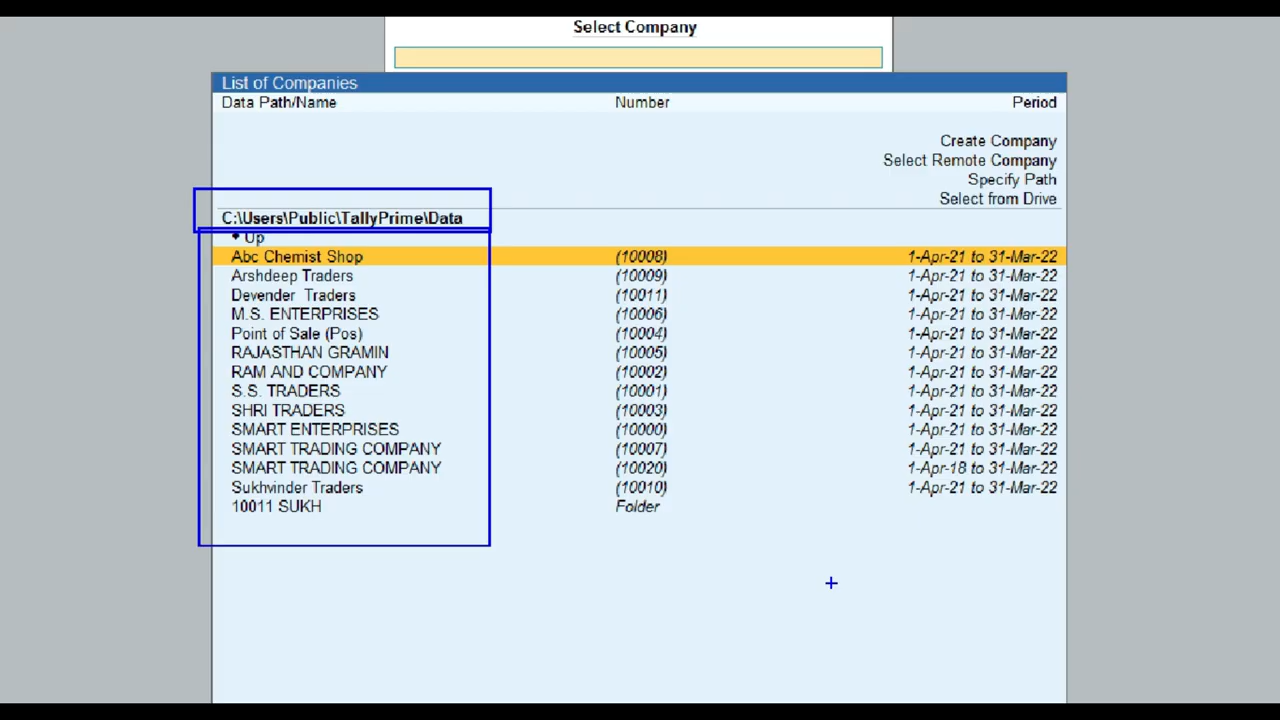 Select Company
List of Companies
Data Path/Name Number Period
Create Company
Select Remote Company
Specify Path
Select from Drive
C:\Users\Public\TallyPrime\Data
♦ Up
Abc Chemist Shop (10008) 1-Apr-21 to 31-Mar-22
Arshdeep Traders (10009) 1-Apr-21 to 31-Mar-22
Devender Traders (10011) 1-Apr-21 to 31-Mar-22
M.S. ENTERPRISES (10006) 1-Apr-21 to 31-Mar-22
Point of Sale (Pos) (10004) 1-Apr-21 to 31-Mar-22
RAJASTHAN GRAMIN (10005) 1-Apr-21 to 31-Mar-22
RAM AND COMPANY (10002) 1-Apr-21 to 31-Mar-22
S.S. TRADERS (10001) 1-Apr-21 to 31-Mar-22
SHRI TRADERS (10003) 1-Apr-21 to 31-Mar-22
SMART ENTERPRISES (10000) 1-Apr-21 to 31-Mar-22
SMART TRADING COMPANY (10007) 1-Apr-21 to 31-Mar-22
SMART TRADING COMPANY (10020) 1-Apr-18 to 31-Mar-22
Sukhvinder Traders (10010) 1-Apr-21 to 31-Mar-22
10011 SUKH Folder